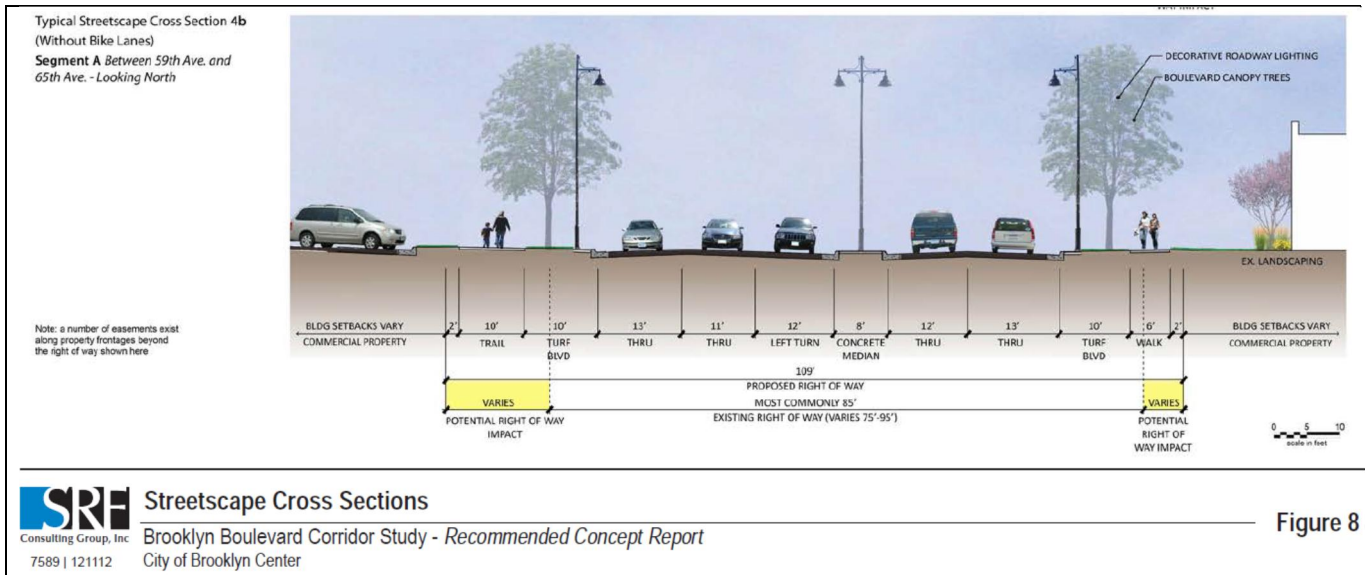 Typical Streetscape Cross Section 4b
(Without Bike Lanes)
Segment A Between 59th Ave. and
65th Ave. - Looking North
DECORATIVE ROADWAY LIGHTING
BOULEVARD CANOPY TREES
EX. LANDSCAPING
Note: a number of easements exist
along property frontages beyond
the right of way shown here
BLDG SETBACKS VARY
COMMERCIAL PROPERTY
2'
10'
TRAIL
10'
TURF
BLVD
13'
THRU
11'
THRU
12'
LEFT TURN
8'
CONCRETE
MEDIAN
12'
THRU
13'
THRU
10'
TURF
BLVD
6'
WALK
2'
BLDG SETBACKS VARY
COMMERCIAL PROPERTY
109'
PROPOSED RIGHT OF WAY
VARIES
MOST COMMONLY 85'
VARIES
POTENTIAL RIGHT OF WAY
IMPACT
EXISTING RIGHT OF WAY (VARIES 75'-95')
POTENTIAL
RIGHT OF
WAY IMPACT
0 5 10
scale in feet
SRF
Consulting Group, Inc
7589 | 121112
Streetscape Cross Sections
Brooklyn Boulevard Corridor Study - Recommended Concept Report
City of Brooklyn Center
Figure 8